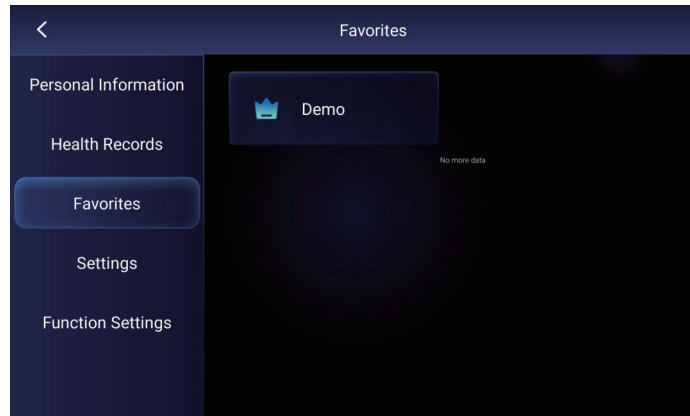 Favorites
Personal Information
Health Records
Favorites
Settings
Function Settings
Demo
No more data